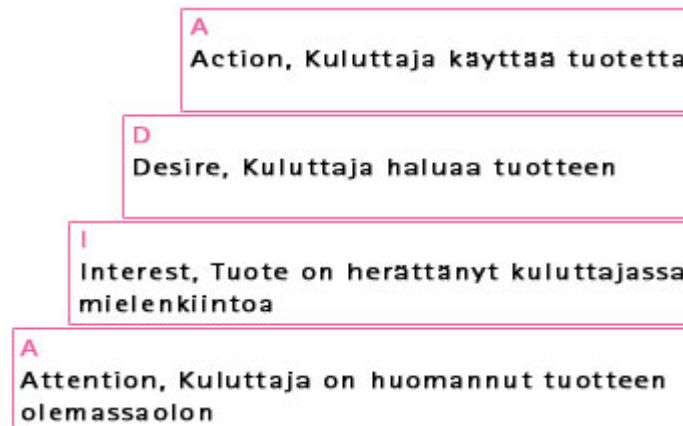 A
Action, Kuluttaja käyttää tuotetta
D
Desire, Kuluttaja haluaa tuotteen
I
Interest, Tuote on herättänyt kuluttajassa
mielenkiintoa
A
Attention, Kuluttaja on huomannut tuotteen
olemassaolon